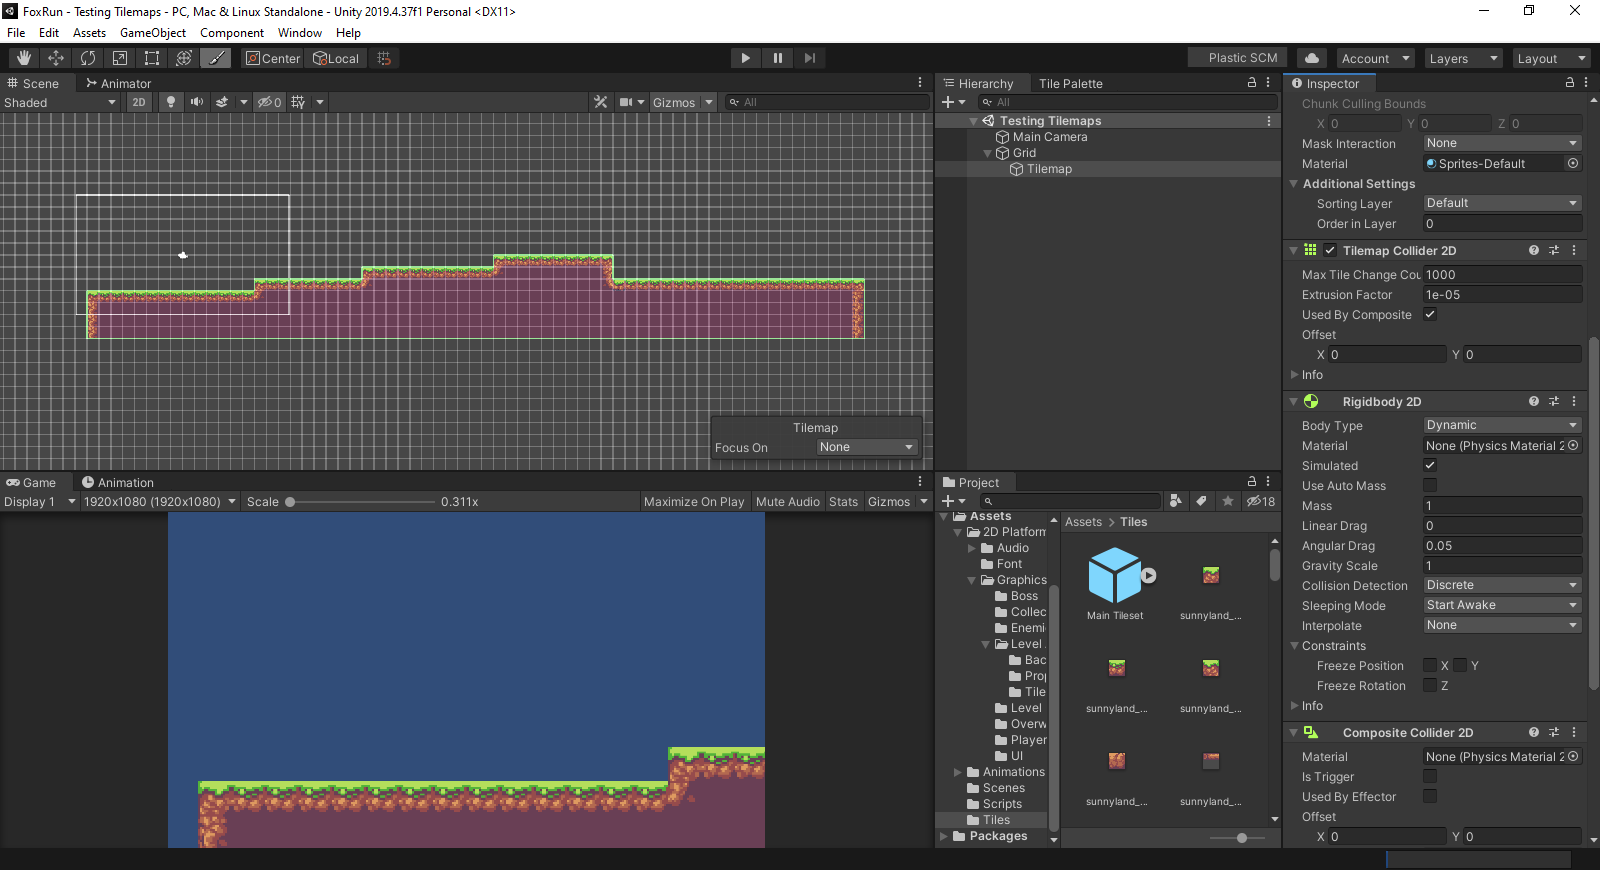 FoxRun - Testing Tilemaps - PC, Mac & Linux Standalone - Unity 2019.4.37f1 Personal <DX11>
File Edit Assets GameObject Component Window Help
Center Local Plastic SCM Account Layers Layout
Scene Animator
Shaded 2D 0 Gizmos All
Tilemap
Focus On None
Hierarchy Tile Palette
All
Testing Tilemaps
Main Camera
Grid
Tilemap
Game Animation
Display 1 1920x1080 (1920x1080) Scale 0.311x Maximize On Play Mute Audio Stats Gizmos
Project
18
Assets
2D Platform
Audio
Font
Graphics
Boss
Collec
Enemi
Level
Bac
Prop
Tile
Level
Overw
Player
UI
Animations
Scenes
Scripts
Tiles
Packages
Assets > Tiles
Main Tileset sunnyland_...
sunnyland_... sunnyland_...
sunnyland_... sunnyland_...
Inspector
Chunk Culling Bounds
X 0 Y 0 Z 0
Mask Interaction None
Material Sprites-Default
Additional Settings
Sorting Layer Default
Order in Layer 0
Tilemap Collider 2D
Max Tile Change Cou 1000
Extrusion Factor 1e-05
Used By Composite
Offset
X 0 Y 0
Info
Rigidbody 2D
Body Type Dynamic
Material None (Physics Material 2
Simulated
Use Auto Mass
Mass 1
Linear Drag 0
Angular Drag 0.05
Gravity Scale 1
Collision Detection Discrete
Sleeping Mode Start Awake
Interpolate None
Constraints
Freeze Position X Y
Freeze Rotation Z
Info
Composite Collider 2D
Material None (Physics Material 2
Is Trigger
Used By Effector
Offset
X 0 Y 0